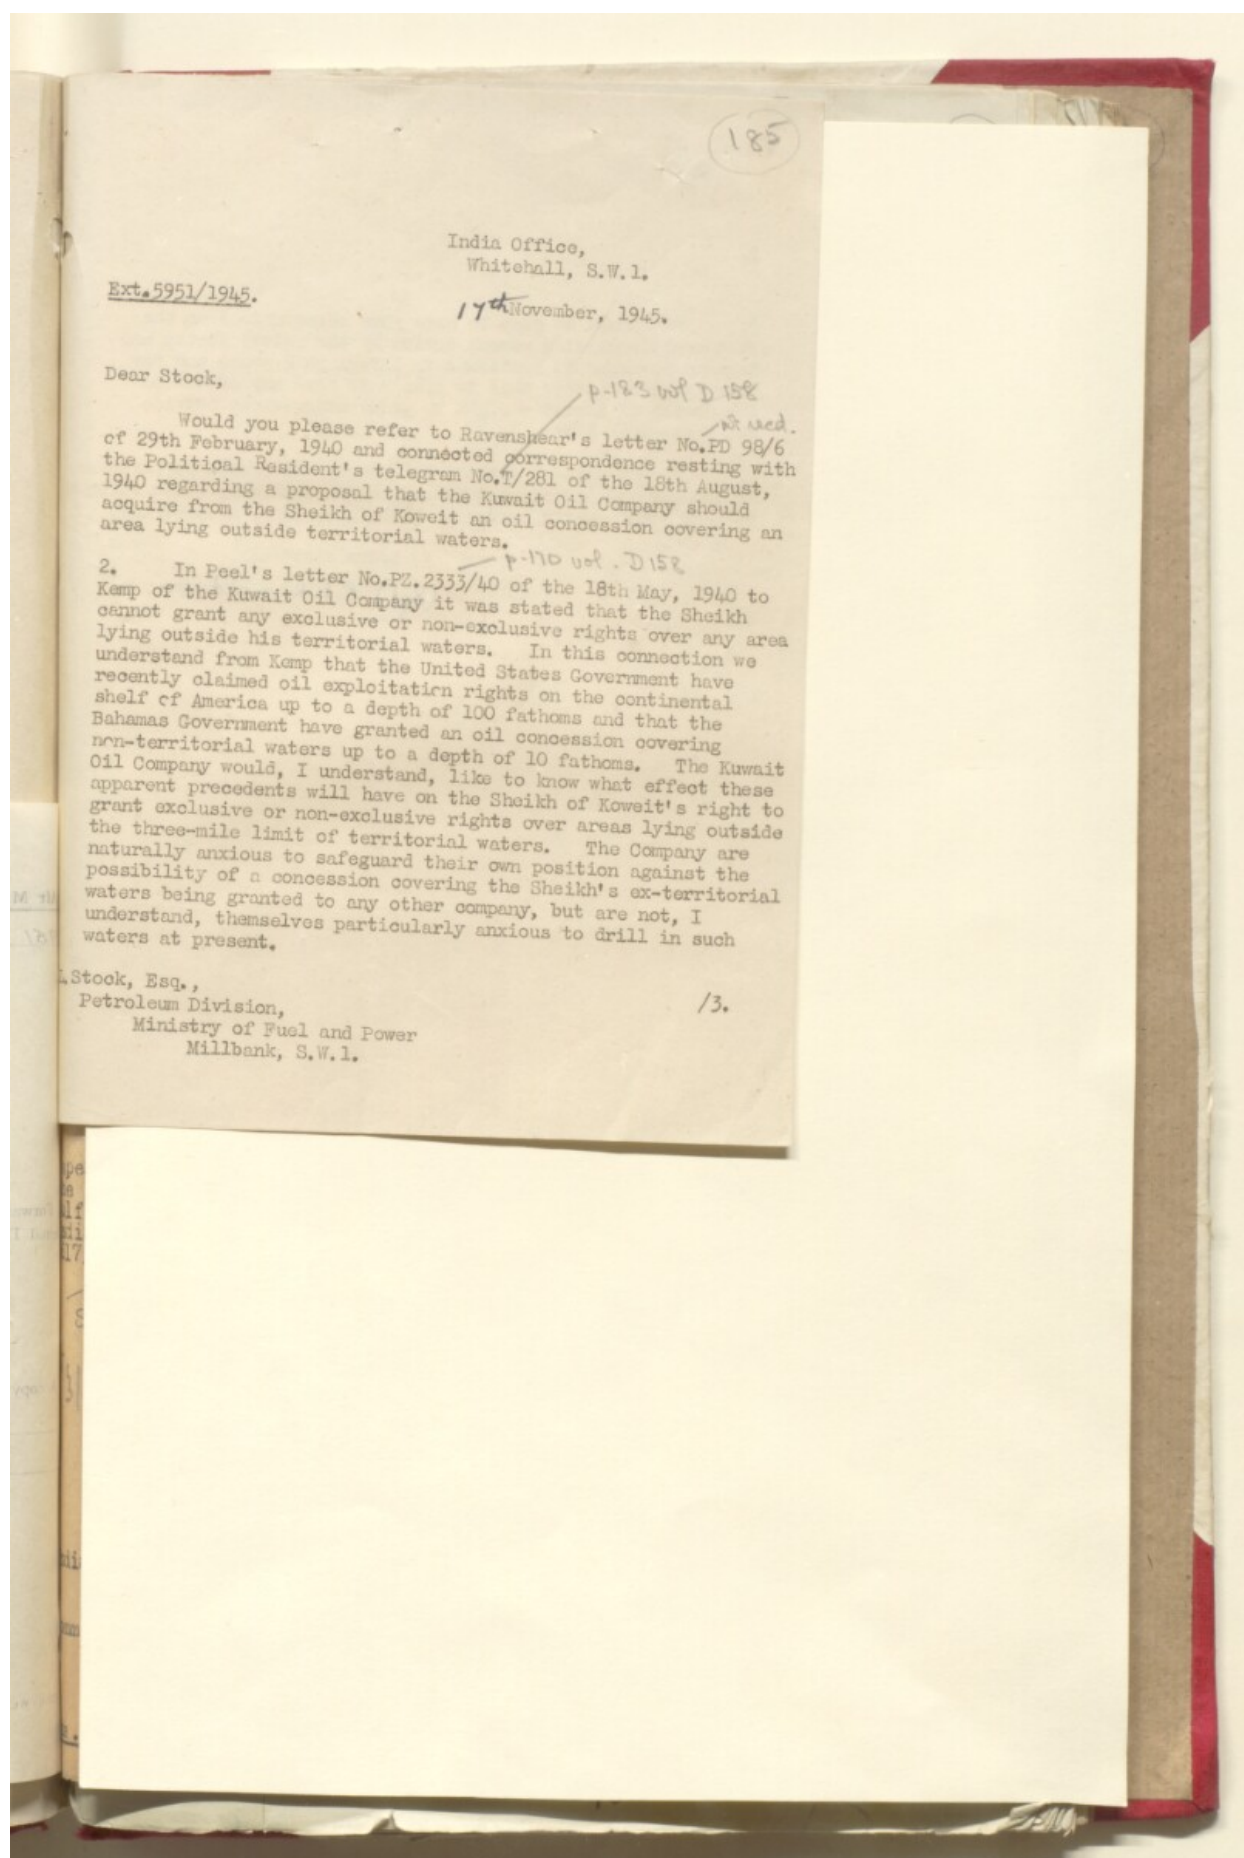 185
India Office,
Whitehall, S.W.1.
Ext.5951/1945.
17th November, 1945.
Dear Stock,
p-183 vol D 158
not recd.
Would you please refer to Ravenshear's letter No.PD 98/6
of 29th February, 1940 and connected correspondence resting with
the Political Resident's telegram No.T/281 of the 18th August,
1940 regarding a proposal that the Kuwait Oil Company should
acquire from the Sheikh of Koweit an oil concession covering an
area lying outside territorial waters.
p-170 vol. D 158
2. In Peel's letter No.PZ.2333/40 of the 18th May, 1940 to
Kemp of the Kuwait Oil Company it was stated that the Sheikh
cannot grant any exclusive or non-exclusive rights over any area
lying outside his territorial waters. In this connection we
understand from Kemp that the United States Government have
recently claimed oil exploitation rights on the continental
shelf of America up to a depth of 100 fathoms and that the
Bahamas Government have granted an oil concession covering
non-territorial waters up to a depth of 10 fathoms. The Kuwait
Oil Company would, I understand, like to know what effect these
apparent precedents will have on the Sheikh of Koweit's right to
grant exclusive or non-exclusive rights over areas lying outside
the three-mile limit of territorial waters. The Company are
naturally anxious to safeguard their own position against the
possibility of a concession covering the Sheikh's ex-territorial
waters being granted to any other company, but are not, I
understand, themselves particularly anxious to drill in such
waters at present.
Stock, Esq.,
Petroleum Division,
Ministry of Fuel and Power
Millbank, S.W.1.
/3.